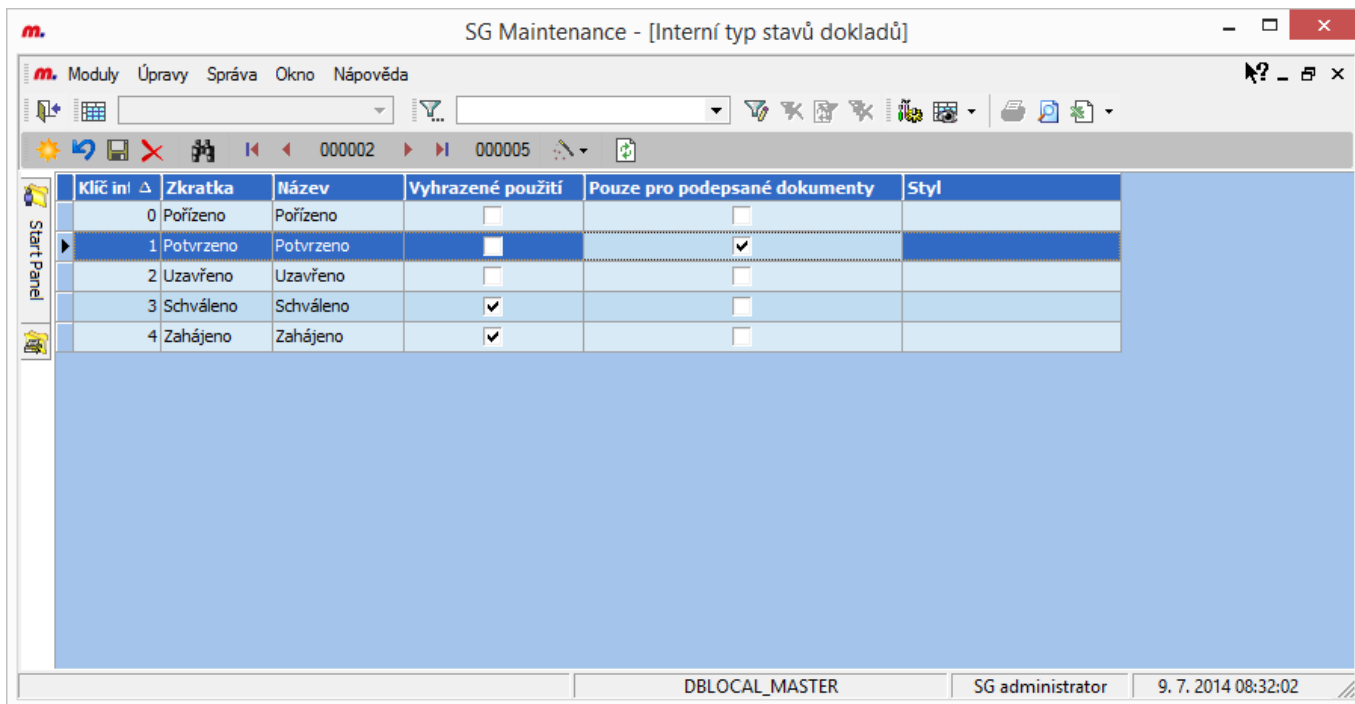 m. SG Maintenance - [Interní typ stavů dokladů]
m. Moduly Úpravy Správa Okno Nápověda
000002 000005
Klíč int Zkratka Název Vyhrazené použití Pouze pro podepsané dokumenty Styl
0 Pořízeno Pořízeno
1 Potvrzeno Potvrzeno
2 Uzavřeno Uzavřeno
3 Schváleno Schváleno
4 Zahájeno Zahájeno
Start Panel
DBLOCAL_MASTER SG administrator 9. 7. 2014 08:32:02